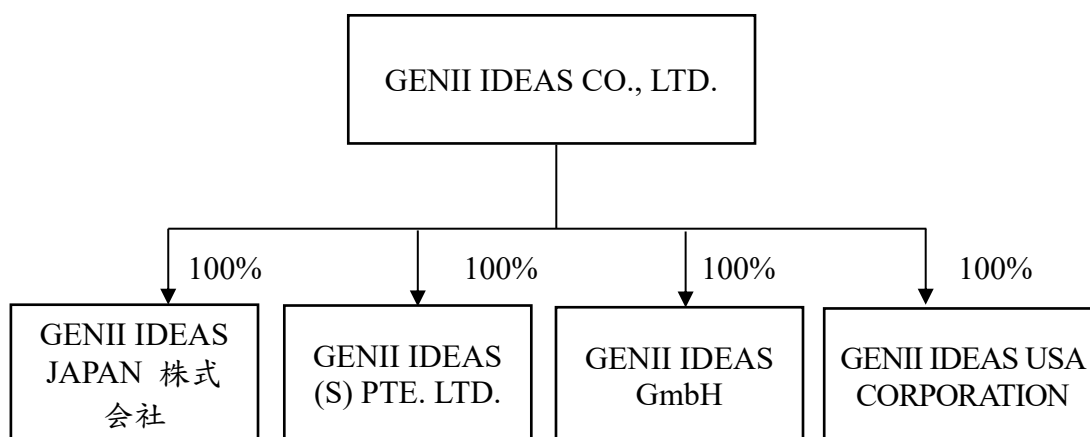 GENII IDEAS CO., LTD.
100%
100%
100%
100%
GENII IDEAS
JAPAN 株式
会社
GENII IDEAS
(S) PTE. LTD.
GENII IDEAS
GmbH
GENII IDEAS USA
CORPORATION